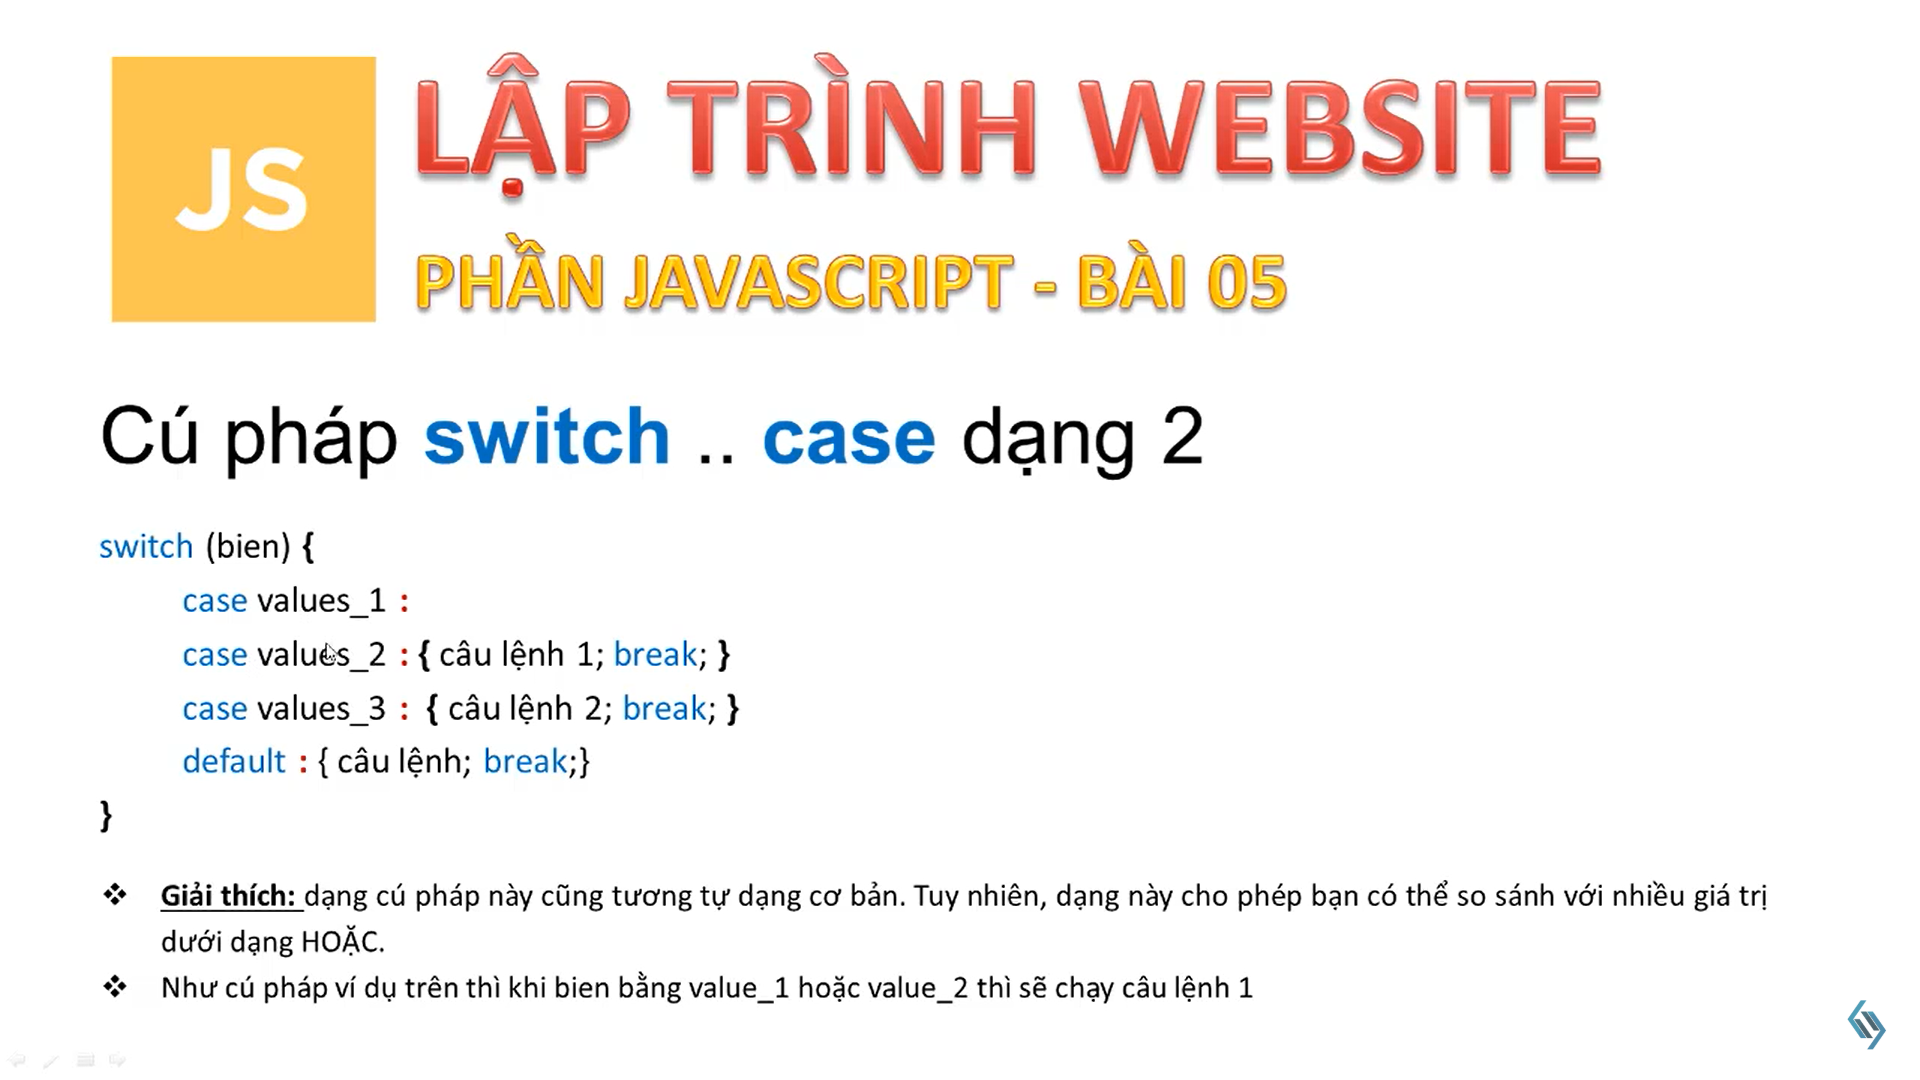 JS
LẬP TRÌNH WEBSITE
PHẦN JAVASCRIPT - BÀI 05
Cú pháp switch .. case dạng 2
switch (bien) {
case values_1 :
case values_2 : { câu lệnh 1; break; }
case values_3 : { câu lệnh 2; break; }
default : { câu lệnh; break;}
}
❖ Giải thích: dạng cú pháp này cũng tương tự dạng cơ bản. Tuy nhiên, dạng này cho phép bạn có thể so sánh với nhiều giá trị
dưới dạng HOẶC.
❖ Như cú pháp ví dụ trên thì khi bien bằng value_1 hoặc value_2 thì sẽ chạy câu lệnh 1